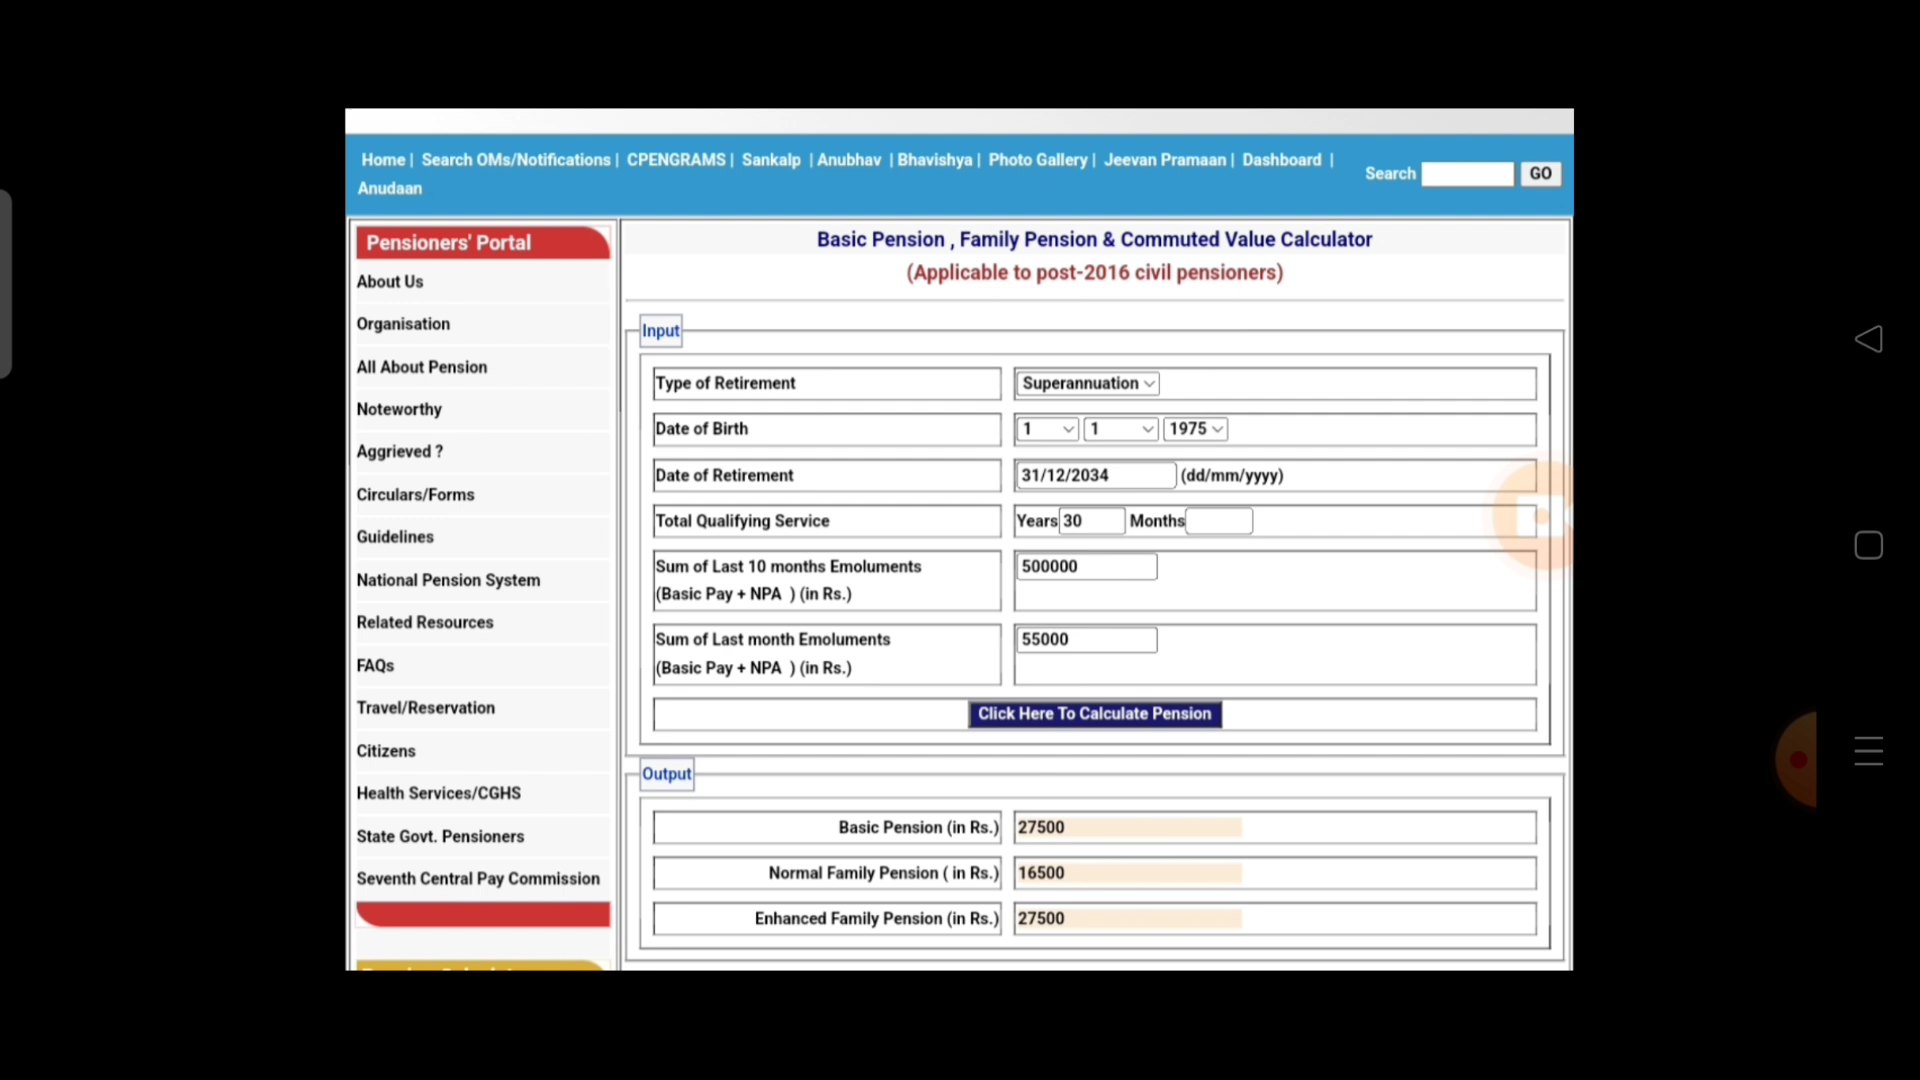 Home | Search OMs/Notifications | CPENGRAMS | Sankalp | Anubhav | Bhavishya | Photo Gallery | Jeevan Pramaan | Dashboard |
Anudaan
Search GO
Pensioners' Portal
About Us
Organisation
All About Pension
Noteworthy
Aggrieved ?
Circulars/Forms
Guidelines
National Pension System
Related Resources
FAQs
Travel/Reservation
Citizens
Health Services/CGHS
State Govt. Pensioners
Seventh Central Pay Commission
Basic Pension , Family Pension & Commuted Value Calculator
(Applicable to post-2016 civil pensioners)
Input
Type of Retirement Superannuation
Date of Birth 1 1 1975
Date of Retirement 31/12/2034 (dd/mm/yyyy)
Total Qualifying Service Years 30 Months
Sum of Last 10 months Emoluments 500000
(Basic Pay + NPA ) (in Rs.)
Sum of Last month Emoluments 55000
(Basic Pay + NPA ) (in Rs.)
Click Here To Calculate Pension
Output
Basic Pension (in Rs.) 27500
Normal Family Pension ( in Rs.) 16500
Enhanced Family Pension (in Rs.) 27500